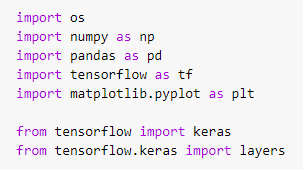 import os
import numpy as np
import pandas as pd
import tensorflow as tf
import matplotlib.pyplot as plt

from tensorflow import keras
from tensorflow.keras import layers